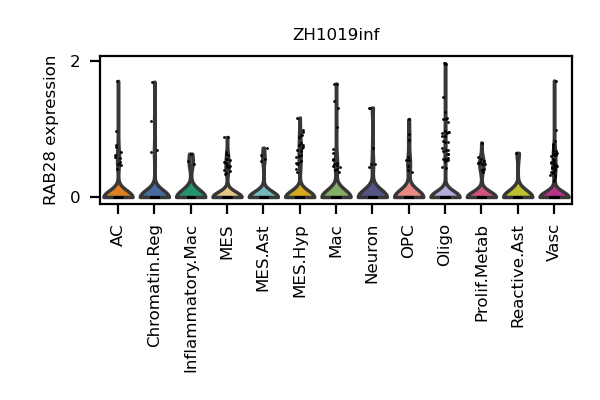 ZH1019inf
RAB28 expression
2
0
AC
Chromatin.Reg
Inflammatory.Mac
MES
MES.Ast
MES.Hyp
Mac
Neuron
OPC
Oligo
Prolif.Metab
Reactive.Ast
Vasc